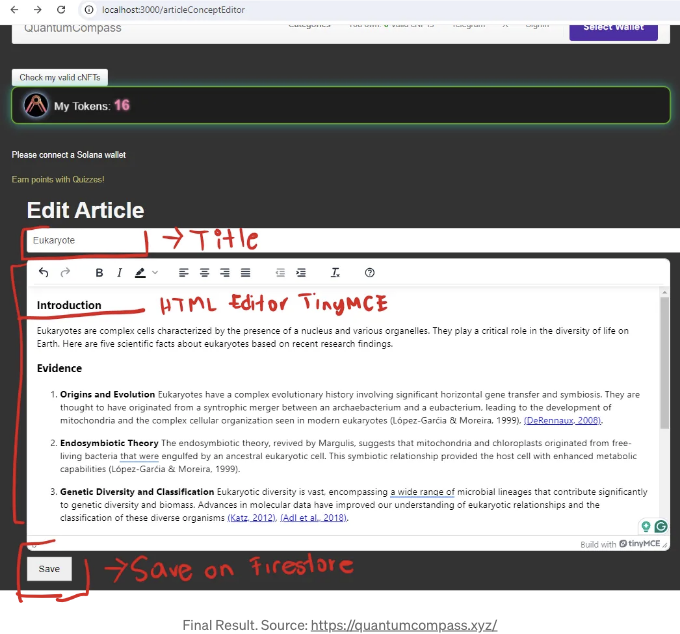 localhost:3000/articleConceptEditor
QuantumCompass
Select Wallet
Check my valid cNFTs
My Tokens: 16
Please connect a Solana wallet
Earn points with Quizzes!
Edit Article
Eukaryote → Title
B I
Introduction HTML Editor TinyMCE
Eukaryotes are complex cells characterized by the presence of a nucleus and various organelles. They play a critical role in the diversity of life on
Earth. Here are five scientific facts about eukaryotes based on recent research findings.
Evidence
1. Origins and Evolution Eukaryotes have a complex evolutionary history involving significant horizontal gene transfer and symbiosis. They are
thought to have originated from a syntrophic merger between an archaebacterium and a eubacterium, leading to the development of
mitochondria and the complex cellular organization seen in modern eukaryotes (López-Garćia & Moreira, 1999), (DeRennaux, 2008).
2. Endosymbiotic Theory The endosymbiotic theory, revived by Margulis, suggests that mitochondria and chloroplasts originated from free-
living bacteria that were engulfed by an ancestral eukaryotic cell. This symbiotic relationship provided the host cell with enhanced metabolic
capabilities (López-Garćia & Moreira, 1999).
3. Genetic Diversity and Classification Eukaryotic diversity is vast, encompassing a wide range of microbial lineages that contribute significantly
to genetic diversity and biomass. Advances in molecular data have improved our understanding of eukaryotic relationships and the
classification of these diverse organisms (Katz, 2012), (Adl et al., 2018).
Build with tinyMCE
Save → Save on Firestore
Final Result. Source: https://quantumcompass.xyz/